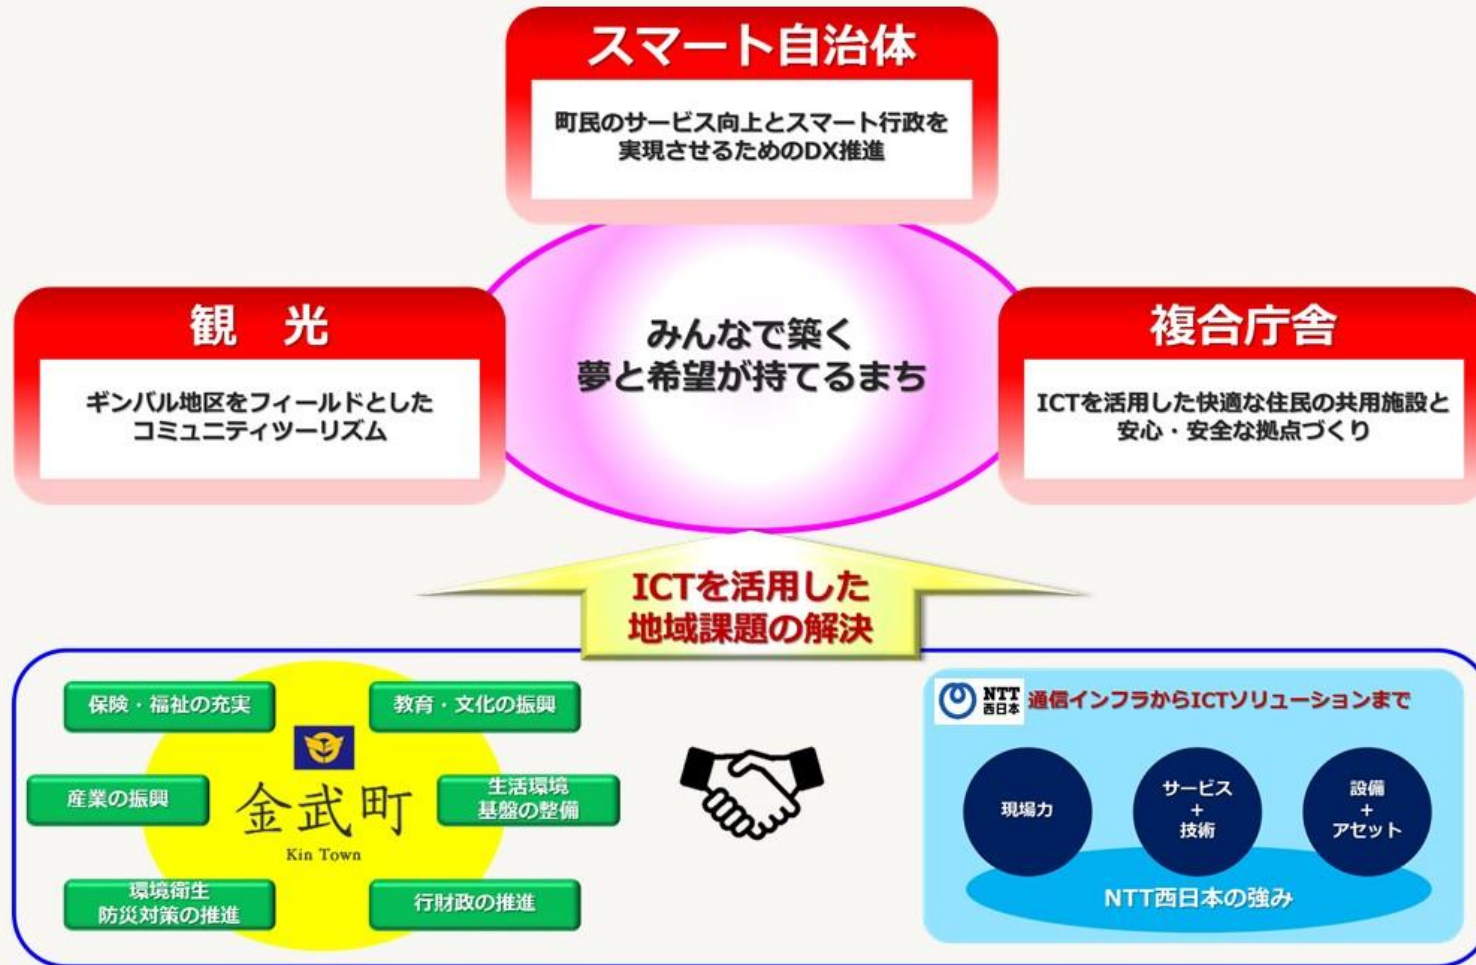 スマート自治体
町民のサービス向上とスマート行政を
実現させるためのDX推進
観 光
ギンバル地区をフィールドとした
コミュニティツーリズム
みんなで築く
夢と希望が持てるまち
複合庁舎
ICTを活用した快適な住民の共用施設と
安心・安全な拠点づくり
ICTを活用した
地域課題の解決
保険・福祉の充実
教育・文化の振興
産業の振興
金武町
Kin Town
生活環境
基盤の整備
環境衛生
防災対策の推進
行財政の推進
NTT
西日本
通信インフラからICTソリューションまで
現場力
サービス
+
技術
設備
+
アセット
NTT西日本の強み